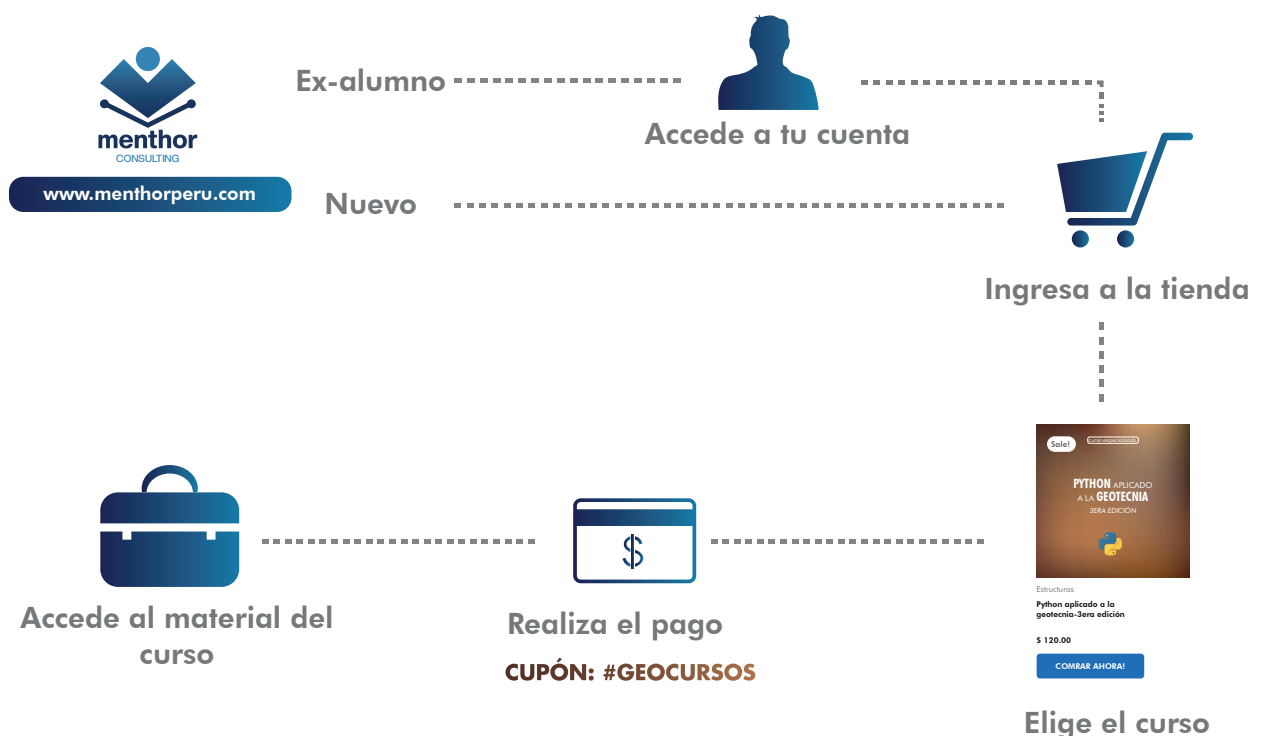 menthor
CONSULTING
www.menthorperu.com
Ex-alumno
Accede a tu cuenta
Nuevo
Ingresa a la tienda
Sale!
Curso especializado
PYTHON APLICADO
A LA GEOTECNIA
3ERA EDICIÓN
Estructuras
Python aplicado a la
geotecnia-3era edición
$ 120.00
COMRAR AHORA!
Elige el curso
Realiza el pago
CUPÓN: #GEOCURSOS
Accede al material del
curso